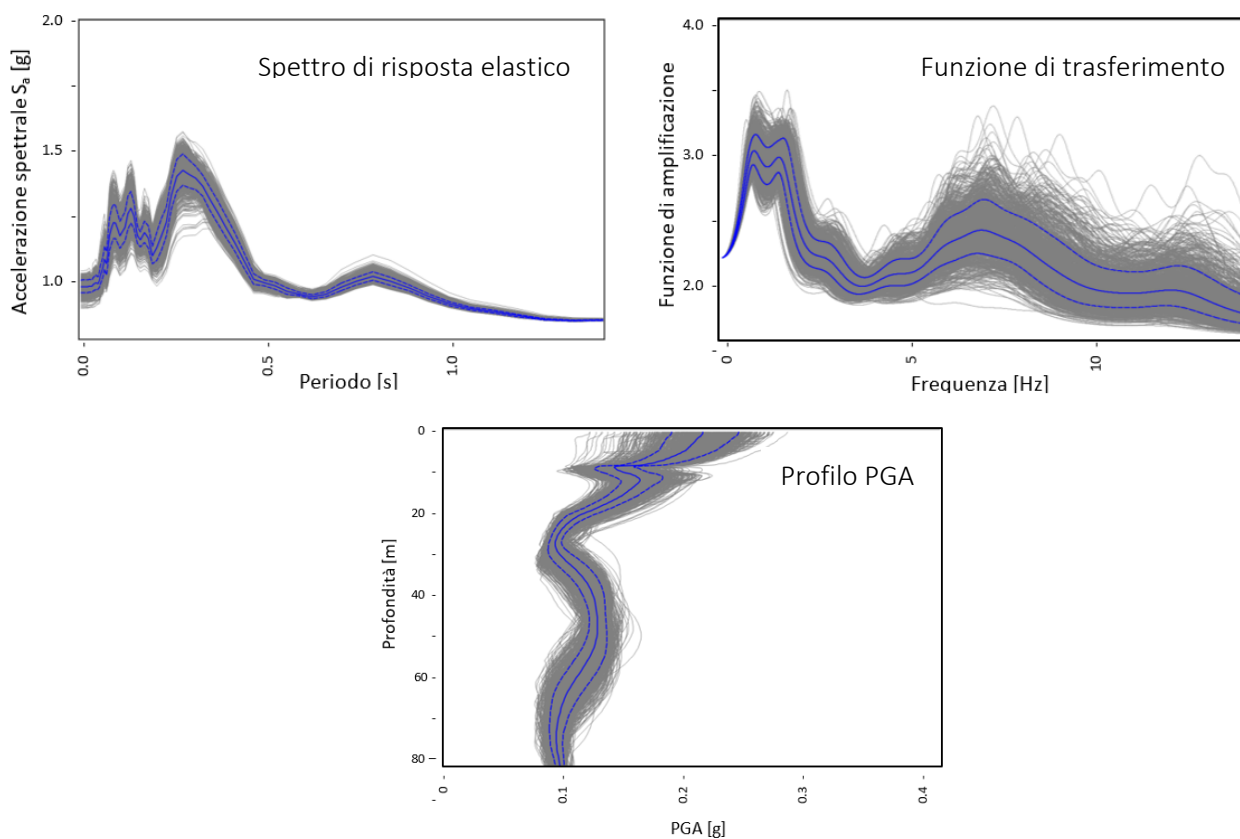 Spettro di risposta elastico
Accelerazione spettrale Sa [g]
2.0
1.5
1.0
0.0
0.5
1.0
Periodo [s]
Funzione di trasferimento
Funzione di amplificazione
4.0
3.0
2.0
0
5
10
Frequenza [Hz]
Profilo PGA
Profondità [m]
0
20
40
60
80
0
0.1
0.2
0.3
0.4
PGA [g]